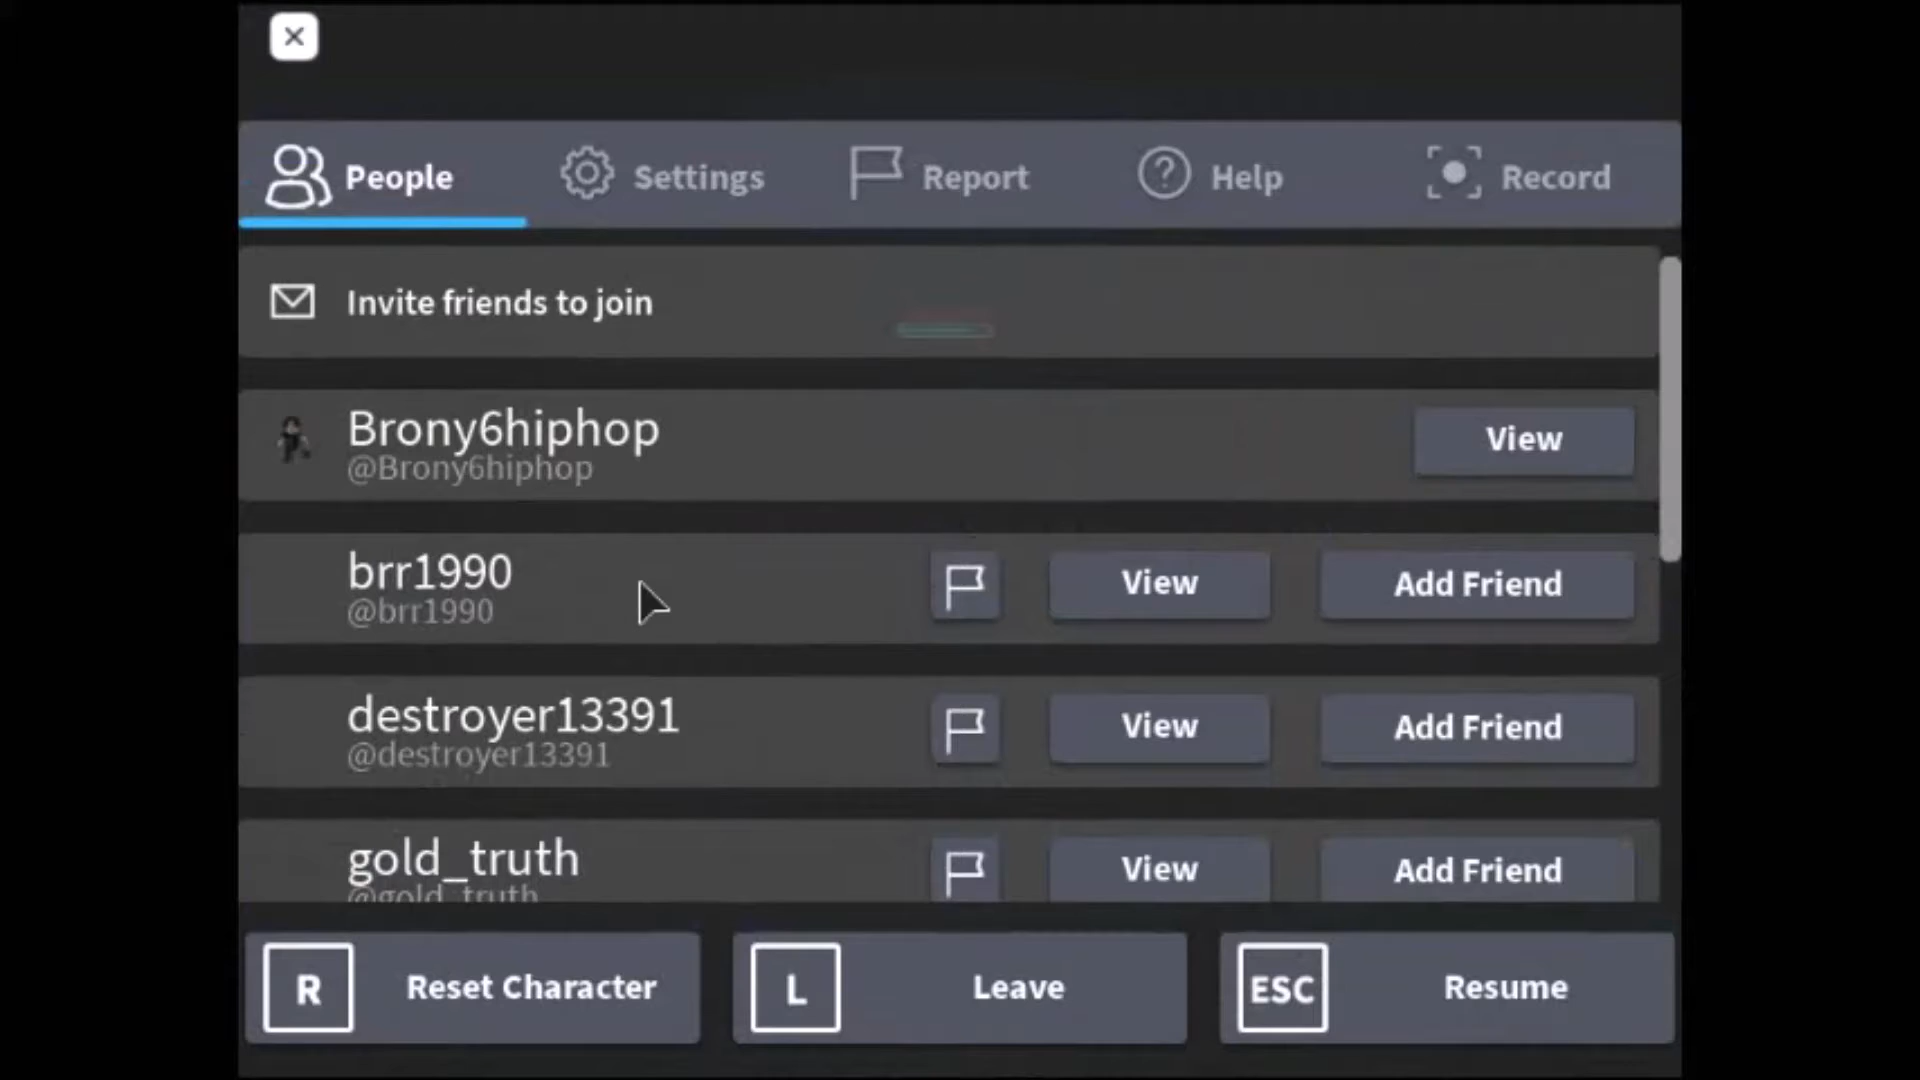 People
Settings
Report
Help
Record
Invite friends to join
Brony6hiphop
@Brony6hiphop
View
brr1990
@brr1990
View
Add Friend
destroyer13391
@destroyer13391
View
Add Friend
gold_truth
@gold_truth
View
Add Friend
R Reset Character
L Leave
ESC Resume